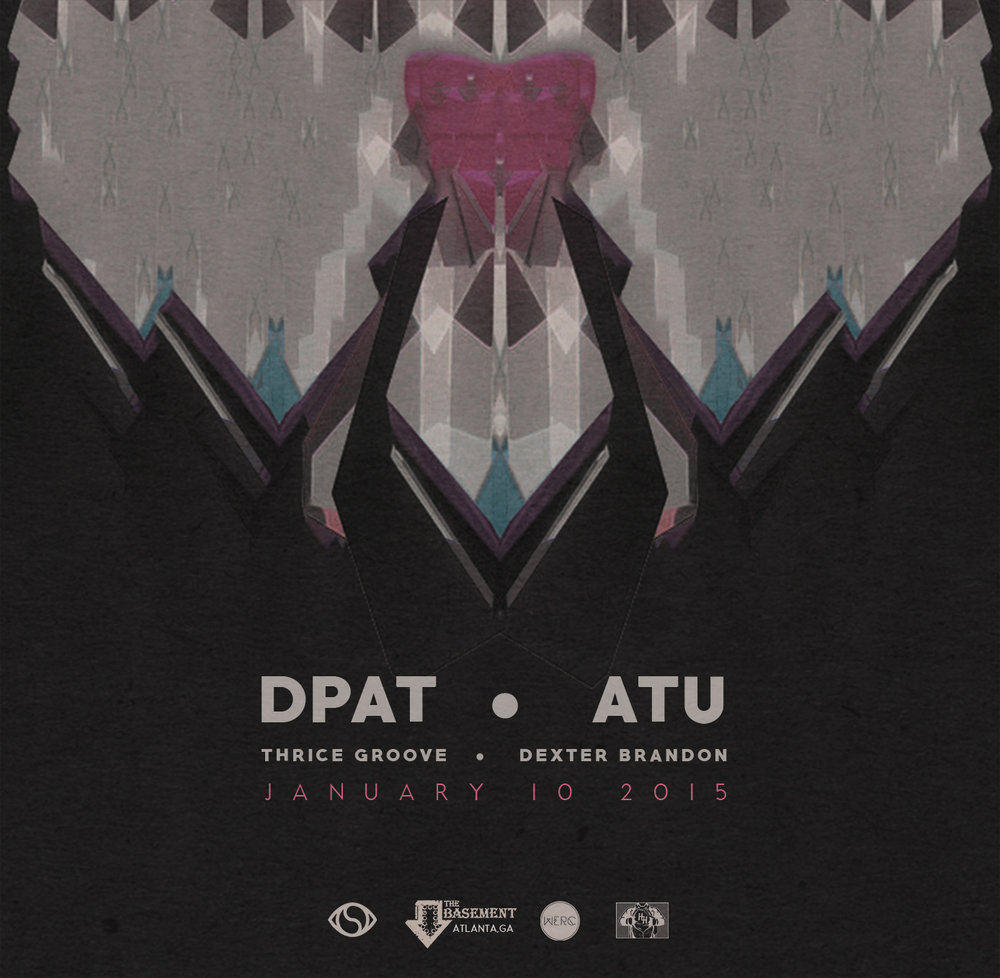 DPAT • ATU
THRICE GROOVE • DEXTER BRANDON
JANUARY 10 2015
THE
BASEMENT
ATLANTA,GA
WERC